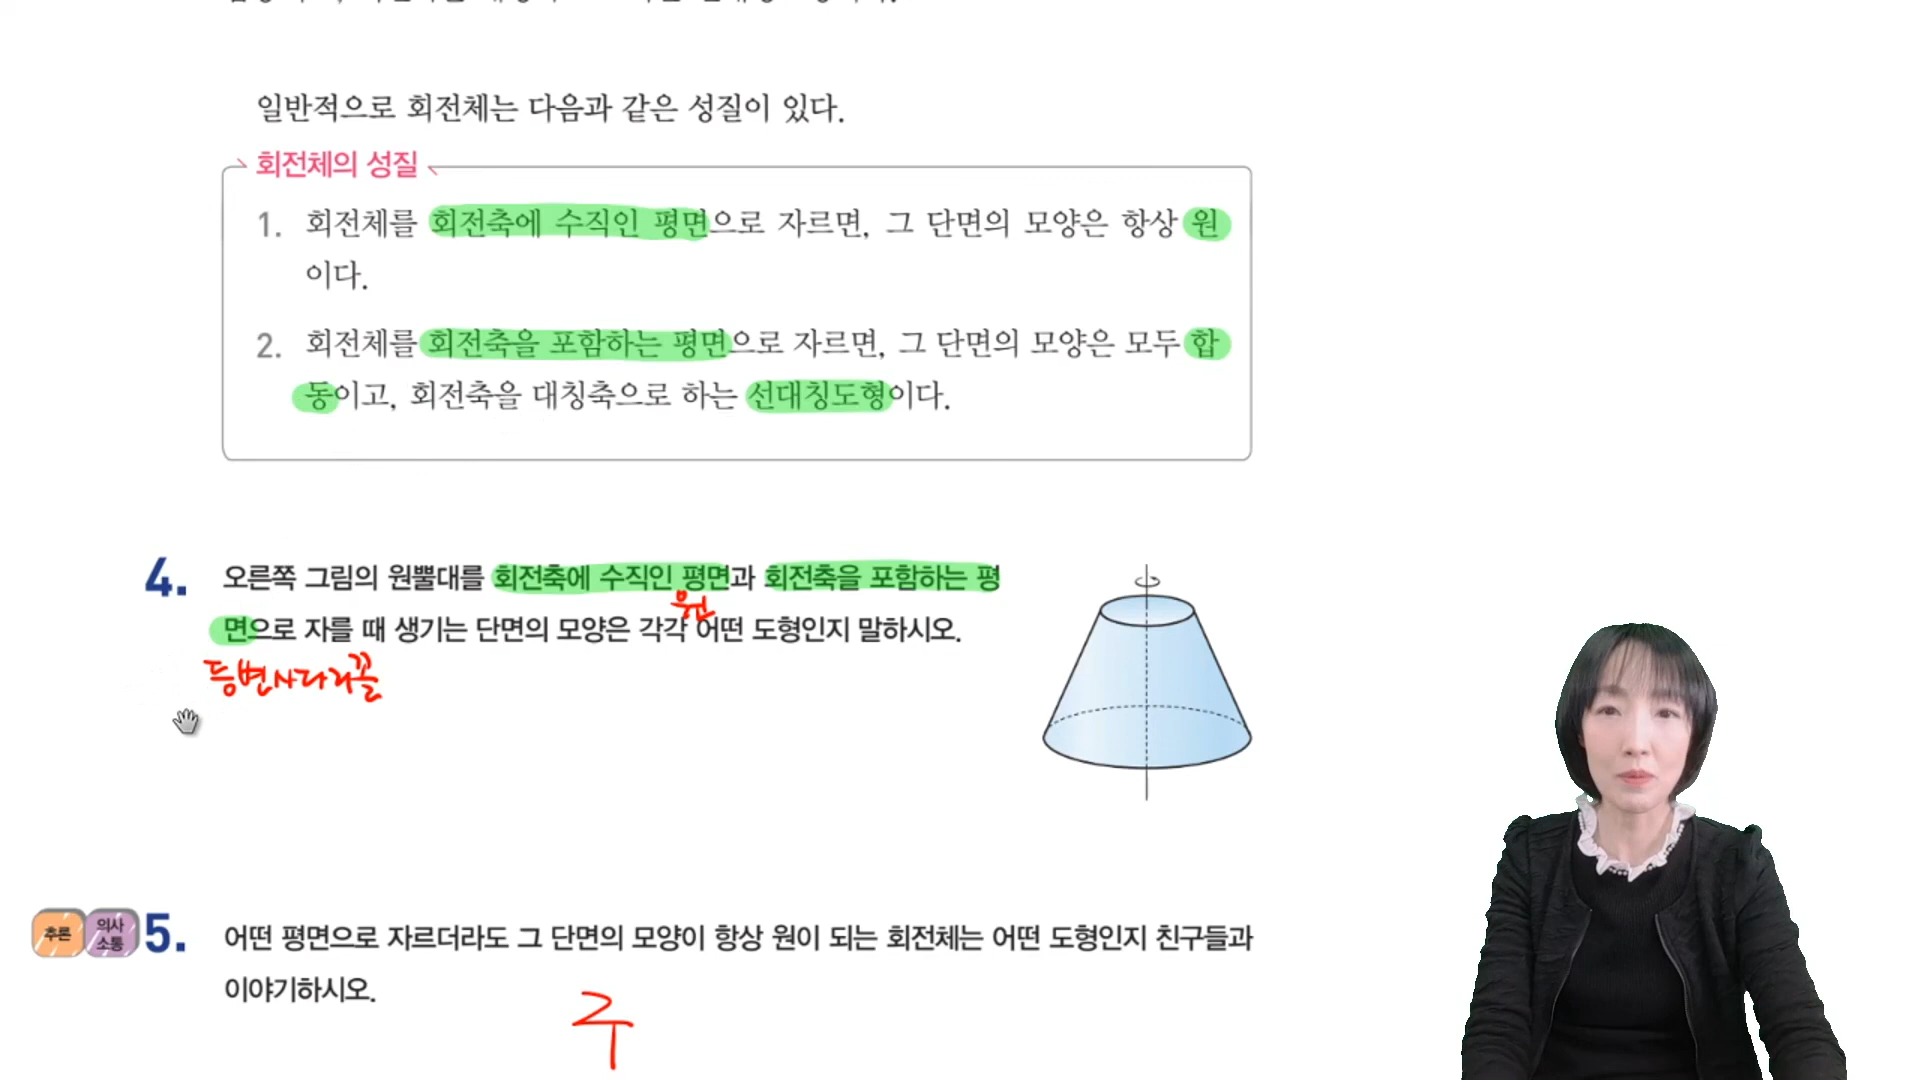 일반적으로 회전체는 다음과 같은 성질이 있다.
회전체의 성질
1. 회전체를 회전축에 수직인 평면으로 자르면, 그 단면의 모양은 항상 원
이다.
2. 회전체를 회전축을 포함하는 평면으로 자르면, 그 단면의 모양은 모두 합
동이고, 회전축을 대칭축으로 하는 선대칭도형이다.
4. 오른쪽 그림의 원뿔대를 회전축에 수직인 평면과 회전축을 포함하는 평
원
면으로 자를 때 생기는 단면의 모양은 각각 어떤 도형인지 말하시오.
등변사다리꼴
추론 의사
소통
5. 어떤 평면으로 자르더라도 그 단면의 모양이 항상 원이 되는 회전체는 어떤 도형인지 친구들과
이야기하시오.
구